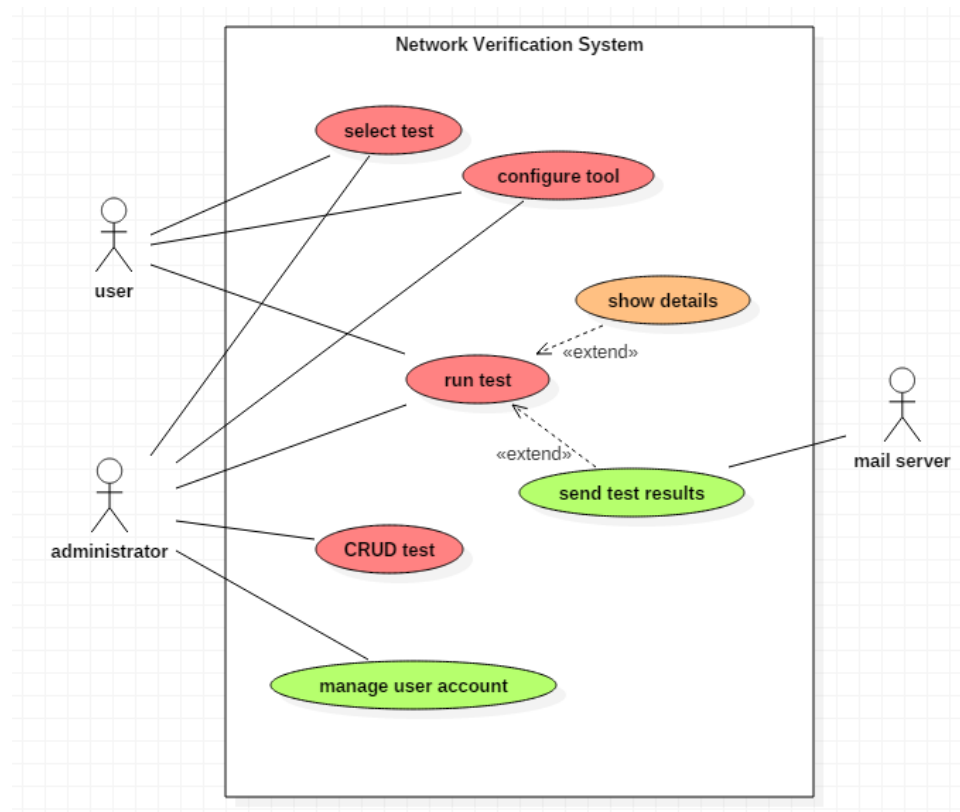 Network Verification System
select test
configure tool
user
show details
«extend»
run test
mail server
«extend»
send test results
administrator
CRUD test
manage user account